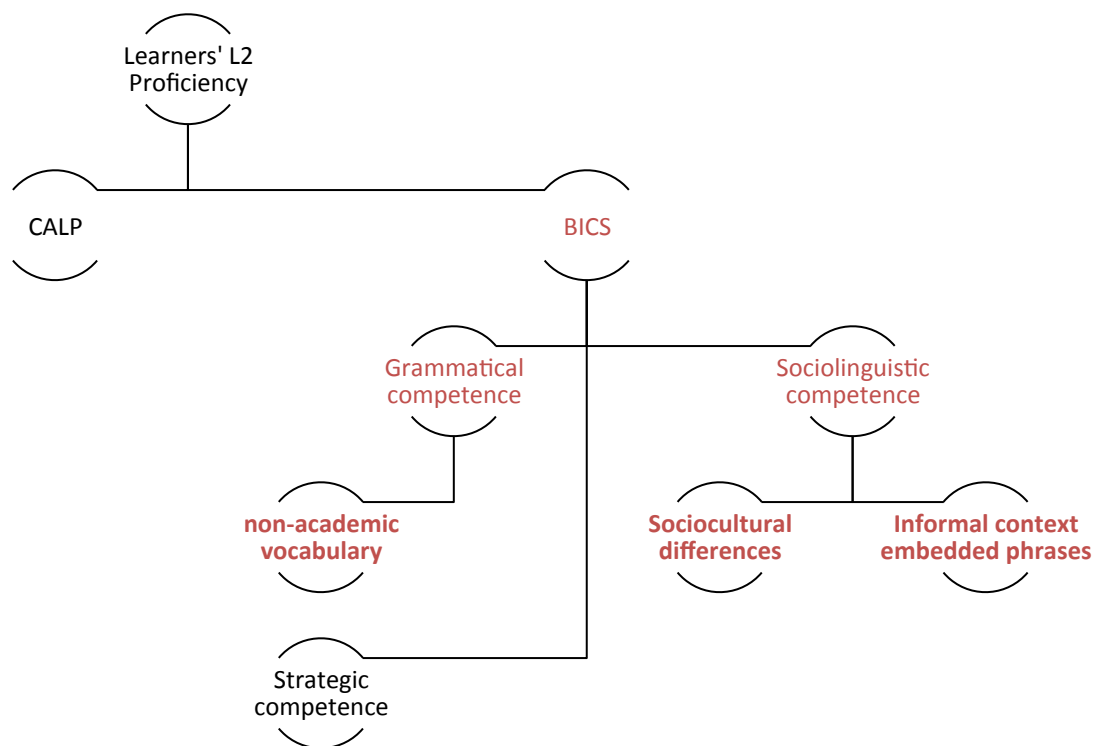 Learners' L2
Proficiency
CALP
BICS
Grammatical
competence
Sociolinguistic
competence
non-academic
vocabulary
Sociocultural
differences
Informal context
embedded phrases
Strategic
competence